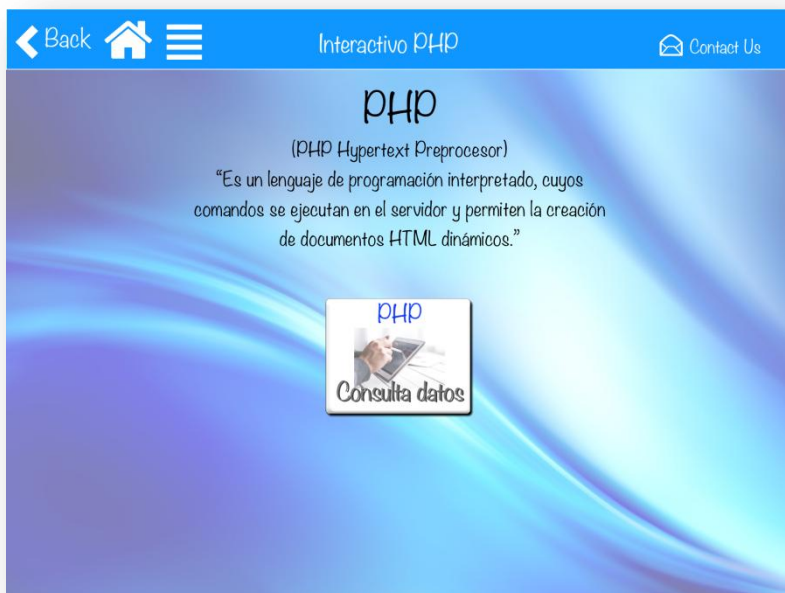 Back
Interactivo PHP
Contact Us
PHP
(PHP Hypertext Preprocesor)
“Es un lenguaje de programación interpretado, cuyos
comandos se ejecutan en el servidor y permiten la creación
de documentos HTML dinámicos.”
PHP
Consulta datos